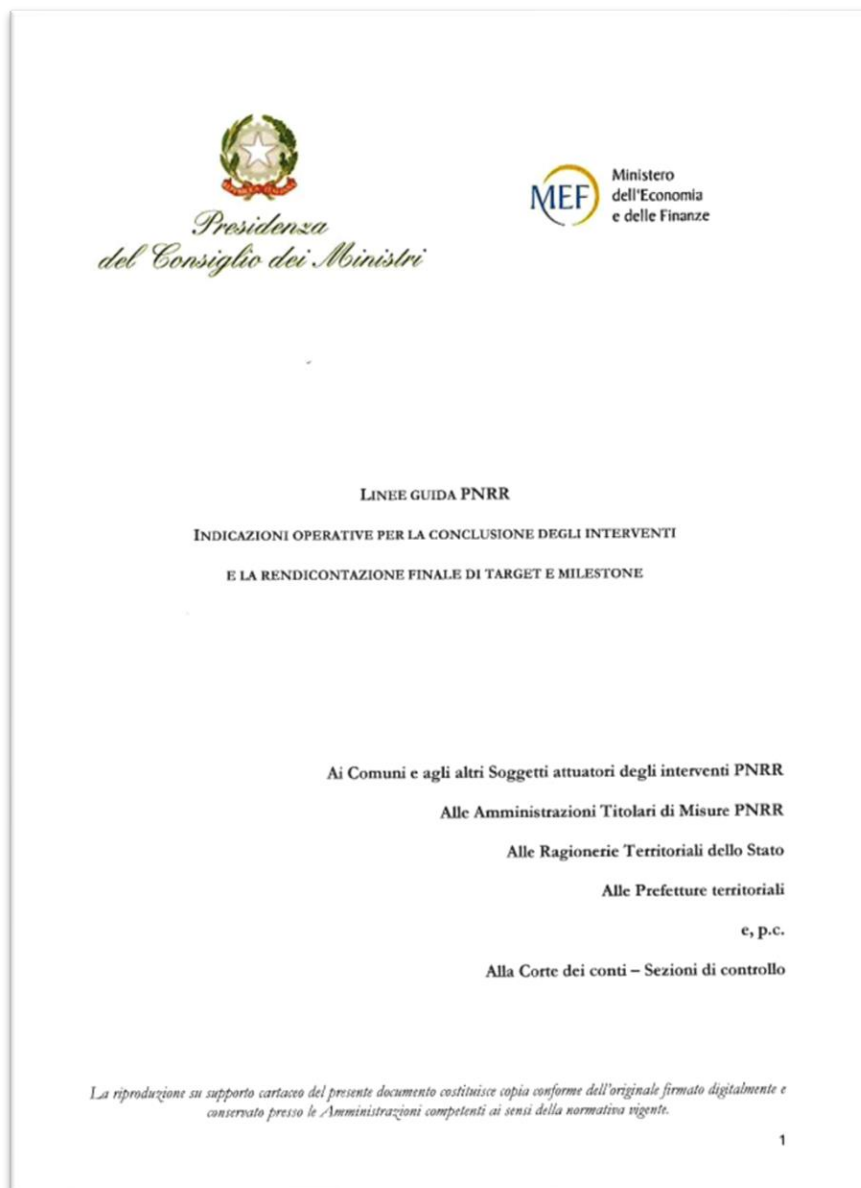 Presidenza
del Consiglio dei Ministri
MEF
Ministero
dell'Economia
e delle Finanze
LINEE GUIDA PNRR
INDICAZIONI OPERATIVE PER LA CONCLUSIONE DEGLI INTERVENTI
E LA RENDICONTAZIONE FINALE DI TARGET E MILESTONE
Ai Comuni e agli altri Soggetti attuatori degli interventi PNRR
Alle Amministrazioni Titolari di Misure PNRR
Alle Ragionerie Territoriali dello Stato
Alle Prefetture territoriali
e, p.c.
Alla Corte dei conti – Sezioni di controllo
La riproduzione su supporto cartaceo del presente documento costituisce copia conforme dell'originale firmato digitalmente e
conservato presso le Amministrazioni competenti ai sensi della normativa vigente.
1